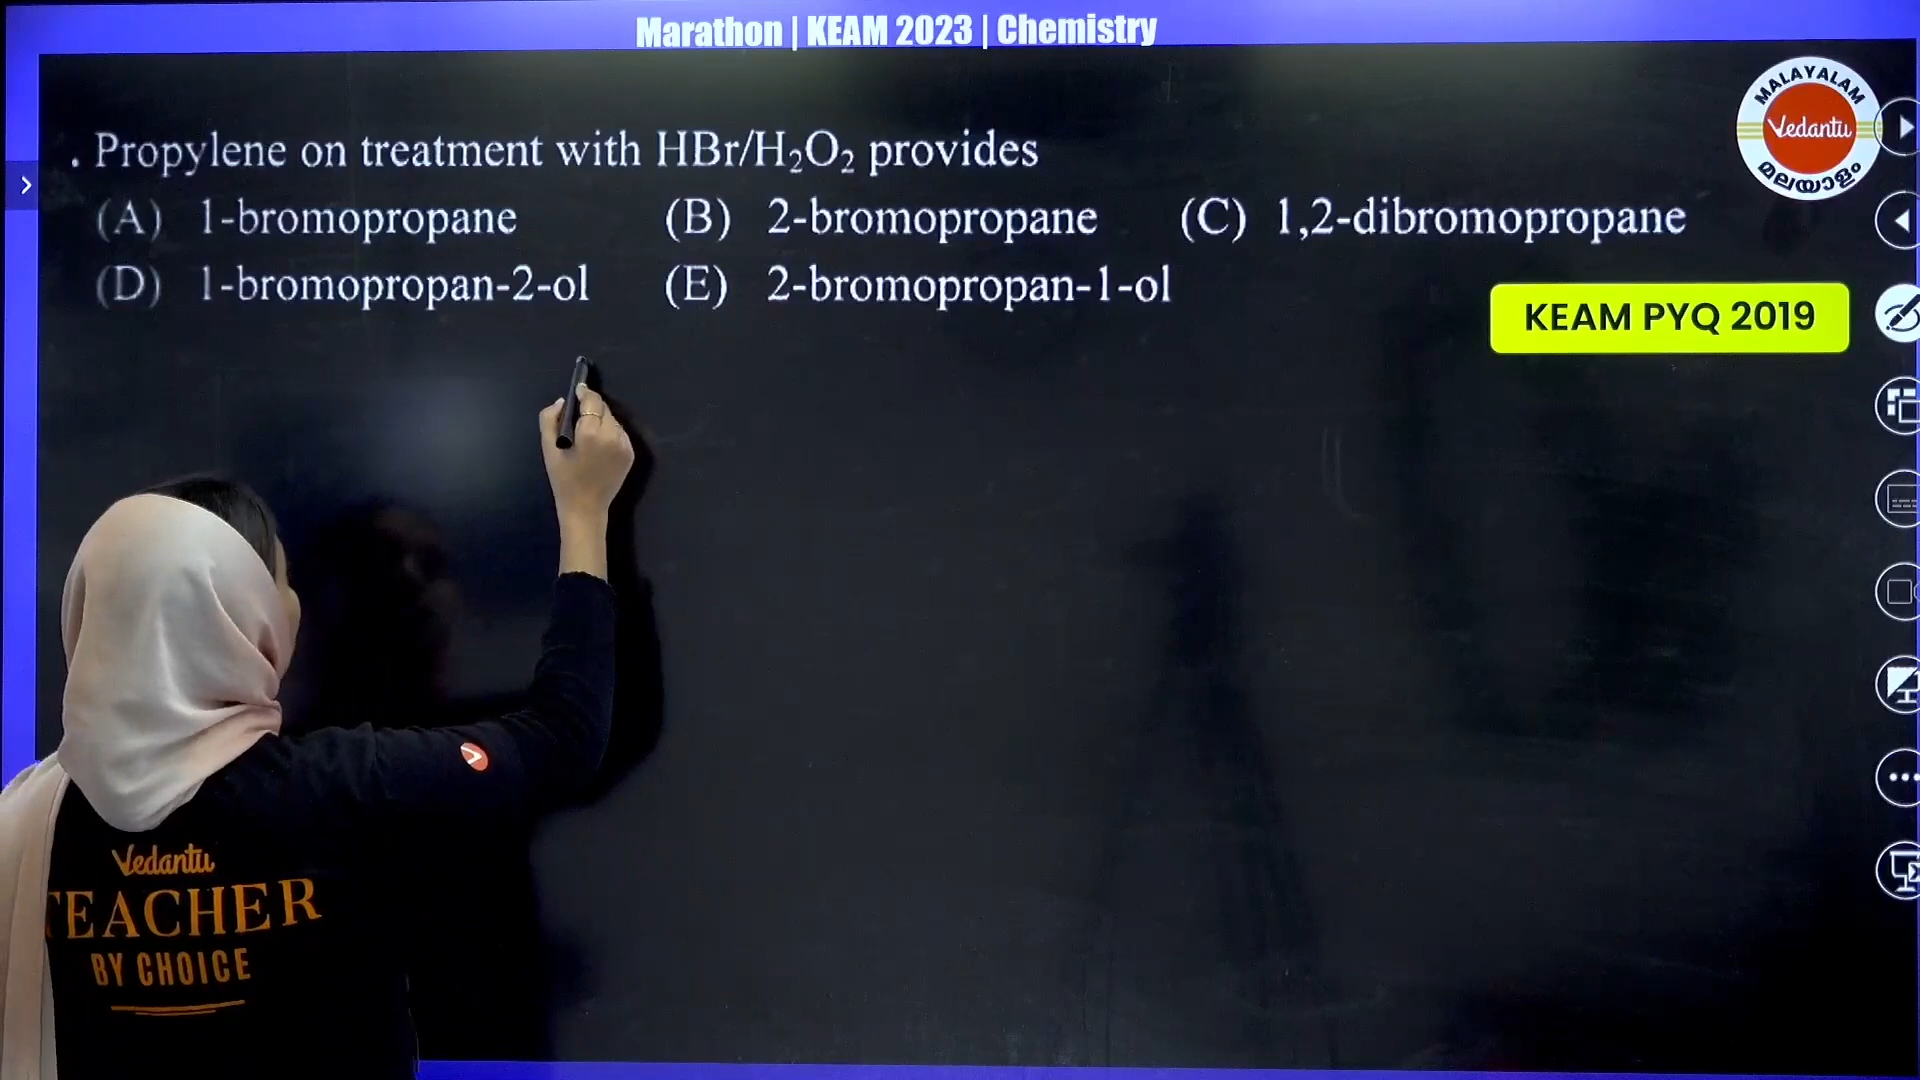 Marathon | KEAM 2023 | Chemistry
MALAYALAM
Vedantu
മലയാളം
. Propylene on treatment with HBr/H₂O₂ provides
(A) 1-bromopropane (B) 2-bromopropane (C) 1,2-dibromopropane
(D) 1-bromopropan-2-ol (E) 2-bromopropan-1-ol
KEAM PYQ 2019
Vedantu
TEACHER
BY CHOICE